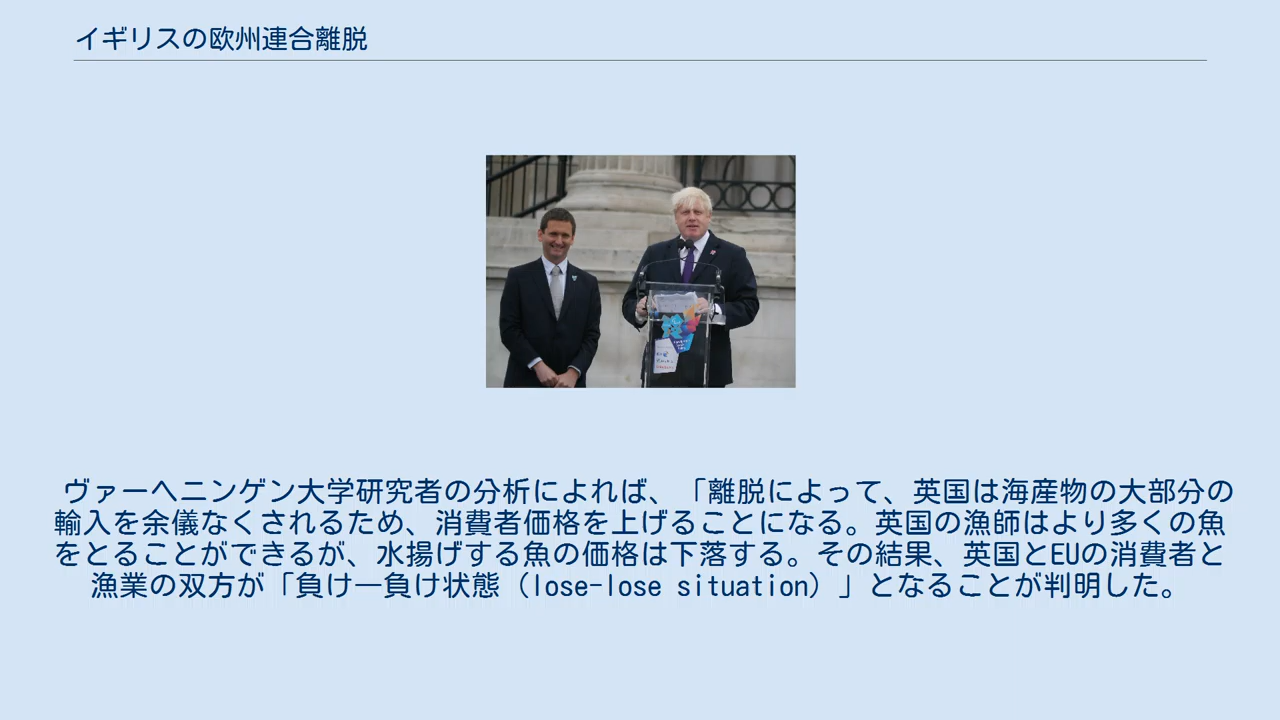 イギリスの欧州連合離脱
ヴァーヘニンゲン大学研究者の分析によれば、「離脱によって、英国は海産物の大部分の
輸入を余儀なくされるため、消費者価格を上げることになる。英国の漁師はより多くの魚
をとることができるが、水揚げする魚の価格は下落する。その結果、英国とEUの消費者と
漁業の双方が「負け―負け状態（lose-lose situation）」となることが判明した。